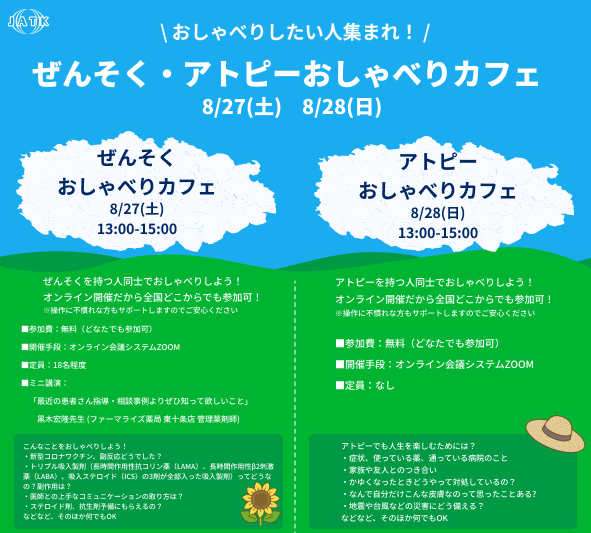 JATIK
\ おしゃべりしたい人集まれ！ /
ぜんそく・アトピーおしゃべりカフェ
8/27(土) 8/28(日)
ぜんそく
おしゃべりカフェ
8/27(土)
13:00-15:00
アトピー
おしゃべりカフェ
8/28(日)
13:00-15:00
ぜんそくを持つ人同士でおしゃべりしよう！
オンライン開催だから全国どこからでも参加可！
※操作に不慣れな方もサポートしますのでご安心ください
■参加費：無料（どなたでも参加可）
■開催手段：オンライン会議システムZOOM
■定員：18名程度
■ミニ講演：
「最近の患者さん指導・相談事例よりぜひ知って欲しいこと」
黒木宏隆先生 (ファーマライズ薬局 東十条店 管理薬剤師)
こんなことをおしゃべりしよう！
・新型コロナワクチン、副反応どうでした？
・トリプル吸入製剤（長時間作用性抗コリン薬（LAMA）、長時間作用性β2刺激
薬（LABA）、吸入ステロイド（ICS）の3剤が全部入った吸入製剤）ってどうな
の？副作用は？
・医師との上手なコミュニケーションの取り方は？
・ステロイド剤、抗生剤予備にもらえるの？
などなど、そのほか何でもOK
アトピーを持つ人同士でおしゃべりしよう！
オンライン開催だから全国どこからでも参加可！
※操作に不慣れな方もサポートしますのでご安心ください
■参加費：無料（どなたでも参加可）
■開催手段：オンライン会議システムZOOM
■定員：なし
アトピーでも人生を楽しむためには？
・症状、使っている薬、通っている病院のこと
・家族や友人とのつき合い
・かゆくなったときどうやって対処しているの？
・なんで自分だけこんな皮膚なのって思ったことある？
・地震や台風などの災害にどう備える？
などなど、そのほか何でもOK